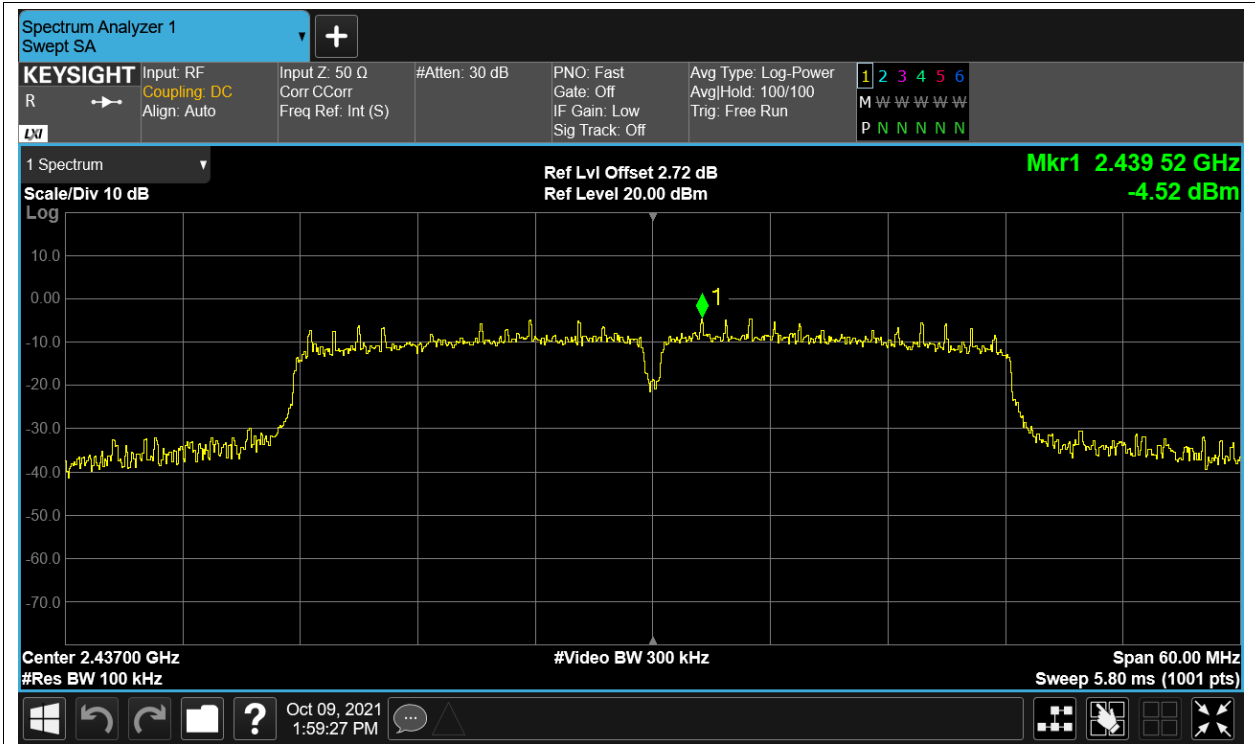 Spectrum Analyzer 1
Swept SA
KEYSIGHT
R
LXI
Input: RF
Coupling: DC
Align: Auto
Input Z: 50 Ω
Corr CCorr
Freq Ref: Int (S)
#Atten: 30 dB
PNO: Fast
Gate: Off
IF Gain: Low
Sig Track: Off
Avg Type: Log-Power
Avg|Hold: 100/100
Trig: Free Run
1 2 3 4 5 6
M W W W W W
P N N N N N
1 Spectrum
Scale/Div 10 dB
Log
Ref Lvl Offset 2.72 dB
Ref Level 20.00 dBm
Mkr1 2.439 52 GHz
-4.52 dBm
10.0
0.00
-10.0
-20.0
-30.0
-40.0
-50.0
-60.0
-70.0
1
Center 2.43700 GHz
#Res BW 100 kHz
#Video BW 300 kHz
Span 60.00 MHz
Sweep 5.80 ms (1001 pts)
?
Oct 09, 2021
1:59:27 PM